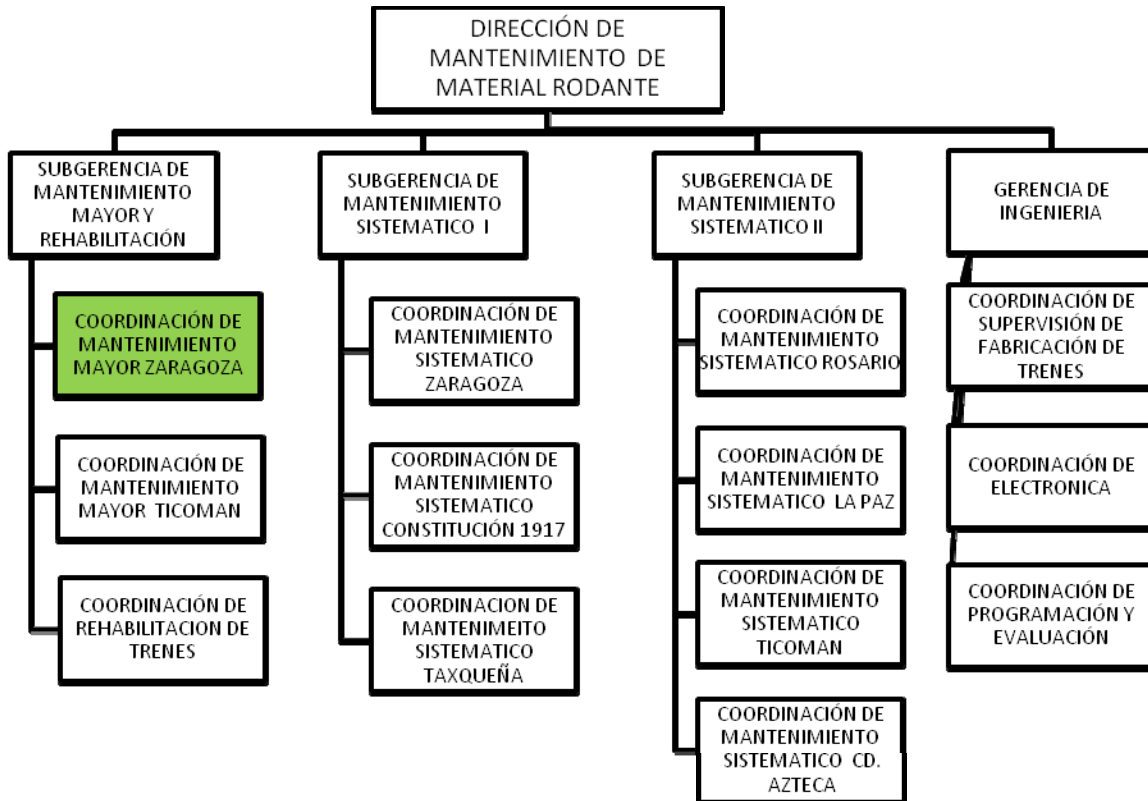 DIRECCIÓN DE
MANTENIMIENTO DE
MATERIAL RODANTE
SUBGERENCIA DE
MANTENIMIENTO
MAYOR Y
REHABILITACIÓN
SUBGERENCIA DE
MANTENIMIENTO
SISTEMATICO I
SUBGERENCIA DE
MANTENIMIENTO
SISTEMATICO II
GERENCIA DE
INGENIERIA
COORDINACIÓN DE
MANTENIMIENTO
MAYOR ZARAGOZA
COORDINACIÓN DE
MANTENIMIENTO
MAYOR TICOMAN
COORDINACIÓN DE
REHABILITACION DE
TRENES
COORDINACIÓN DE
MANTENIMIENTO
SISTEMATICO
ZARAGOZA
COORDINACIÓN DE
MANTENIMIENTO
SISTEMATICO
CONSTITUCIÓN 1917
COORDINACION DE
MANTENIMEITO
SISTEMATICO
TAXQUEÑA
COORDINACIÓN DE
MANTENIMIENTO
SISTEMATICO ROSARIO
COORDINACIÓN DE
MANTENIMIENTO
SISTEMATICO LA PAZ
COORDINACIÓN DE
MANTENIMIENTO
SISTEMATICO
TICOMAN
COORDINACIÓN DE
MANTENIMIENTO
SISTEMATICO CD.
AZTECA
COORDINACIÓN DE
SUPERVISIÓN DE
FABRICACIÓN DE
TRENES
COORDINACIÓN DE
ELECTRONICA
COORDINACIÓN DE
PROGRAMACIÓN Y
EVALUACIÓN